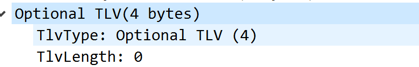 Optional TLV(4 bytes)
TlvType: Optional TLV (4)
TlvLength: 0